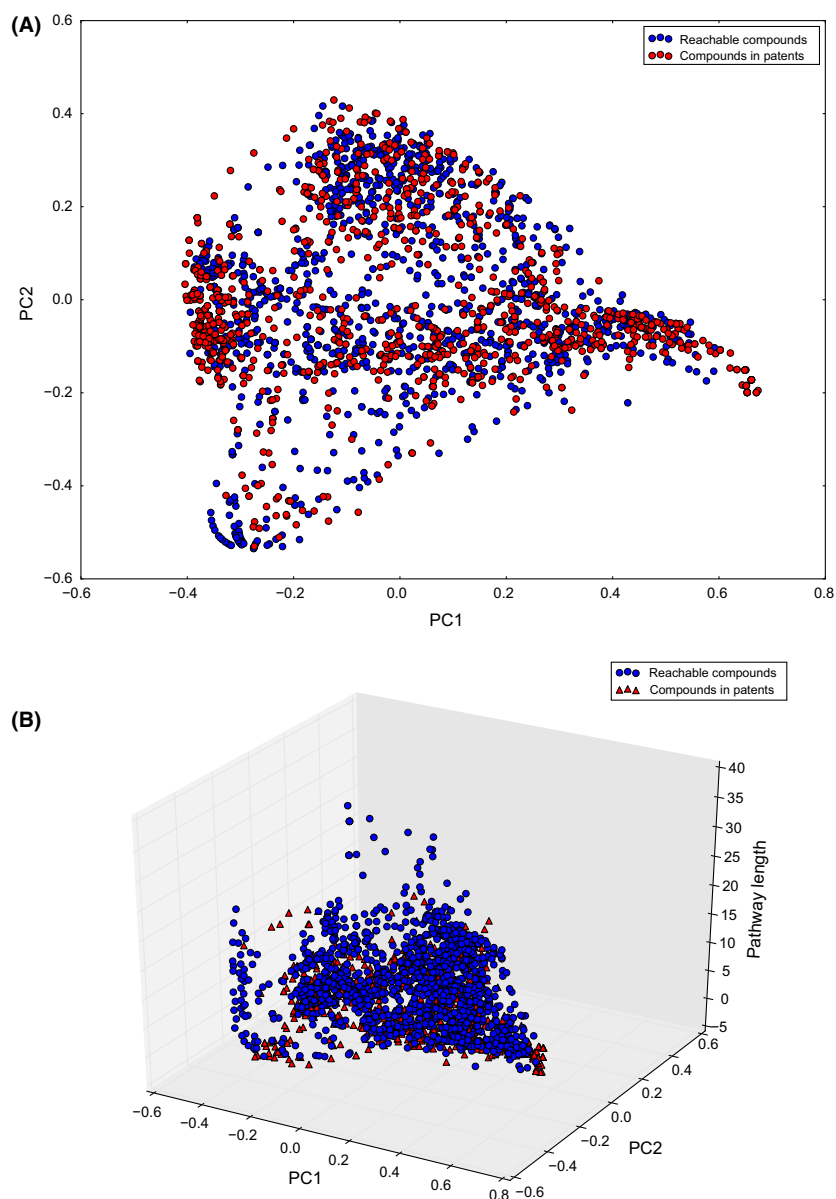 (A)
0.6
0.4
0.2
0.0
−0.2
−0.4
−0.6
PC2
−0.6 −0.4 −0.2 0.0 0.2 0.4 0.6 0.8
PC1
Reachable compounds
Compounds in patents
(B)
Reachable compounds
Compounds in patents
40
35
30
25
20
15
10
5
0
−5
Pathway length
−0.6 −0.4 −0.2 0.0 0.2 0.4 0.6 0.8
PC1
−0.6 −0.4 −0.2 0.0 0.2 0.4 0.6
PC2